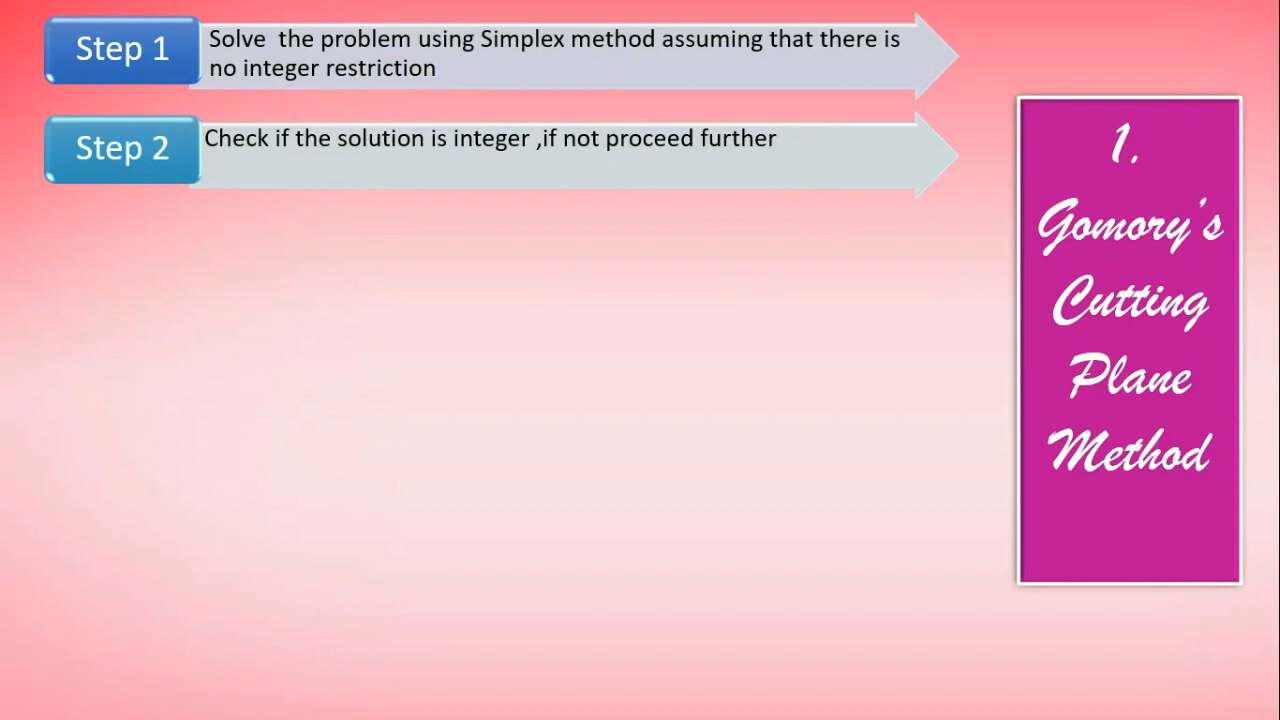 Step 1
Solve  the problem using Simplex method assuming that there is
no integer restriction
Step 2
Check if the solution is integer ,if not proceed further
1.
Gomory's
Cutting
Plane
Method